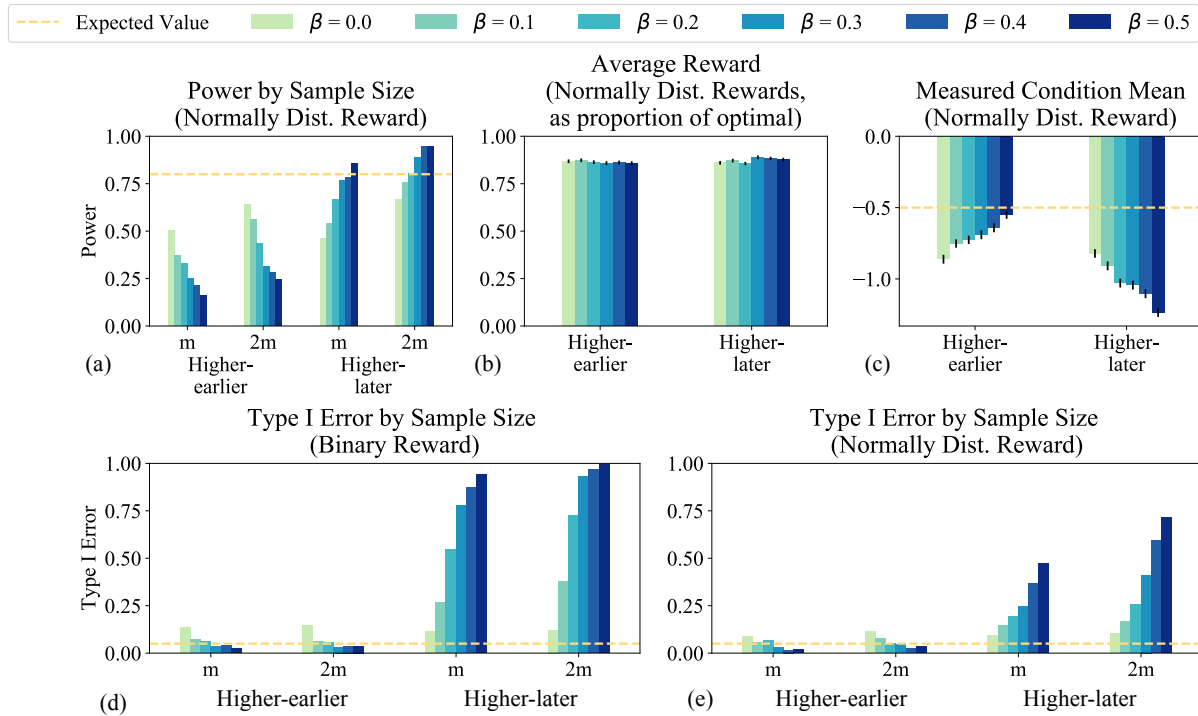 Expected Value
β = 0.0
β = 0.1
β = 0.2
β = 0.3
β = 0.4
β = 0.5
Power by Sample Size
(Normally Dist. Reward)
1.00
0.75
0.50
0.25
0.00
Power
m
2m
m
2m
Higher-
earlier
Higher-
later
(a)
Average Reward
(Normally Dist. Rewards,
as proportion of optimal)
1.00
0.75
0.50
0.25
0.00
Higher-
earlier
Higher-
later
(b)
Measured Condition Mean
(Normally Dist. Reward)
0.0
−0.5
−1.0
Higher-
earlier
Higher-
later
(c)
Type I Error by Sample Size
(Binary Reward)
1.00
0.75
0.50
0.25
0.00
Type I Error
m
2m
m
2m
(d)
Higher-earlier
Higher-later
Type I Error by Sample Size
(Normally Dist. Reward)
1.00
0.75
0.50
0.25
0.00
m
2m
m
2m
(e)
Higher-earlier
Higher-later